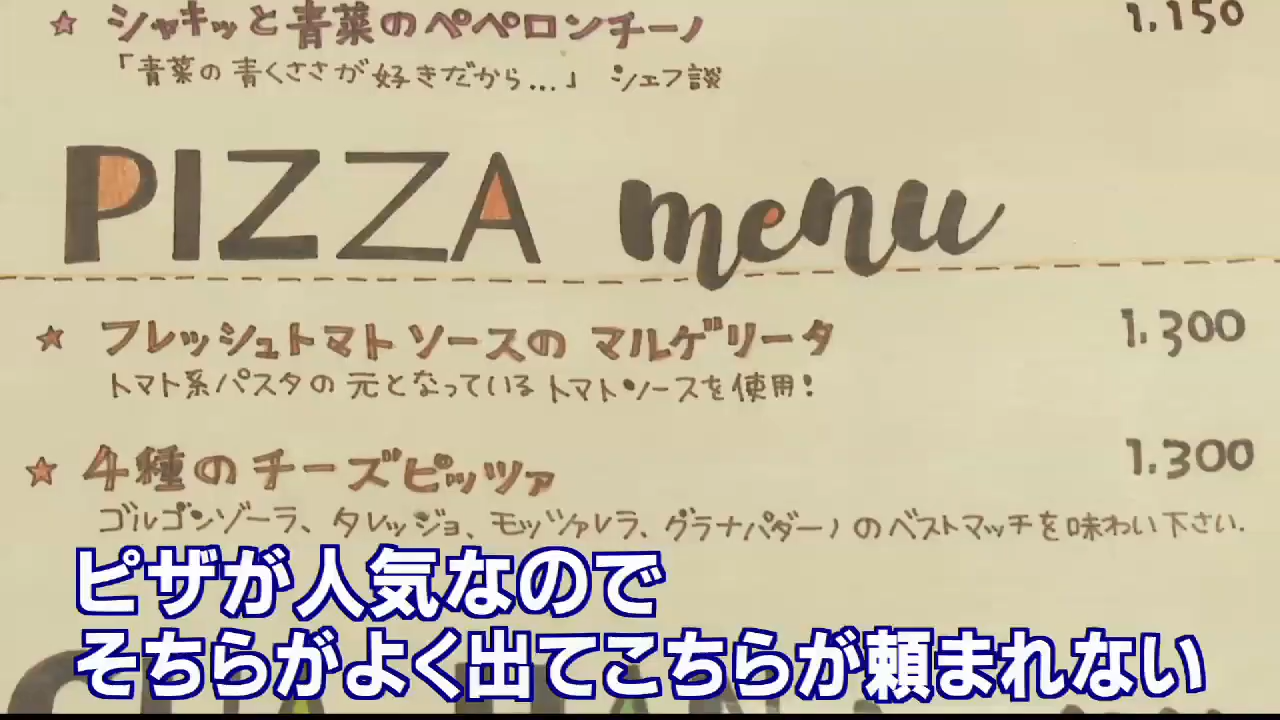 ★ シャキッと青菜のペペロンチーノ 1,150
「青菜の青くささが好きだから...」 シェフ談
PIZZA menu
★ フレッシュトマトソースの マルゲリータ 1,300
トマト系パスタの元となっているトマトソースを使用!
★ 4種のチーズピッツァ 1,300
ゴルゴンゾーラ、タレッジョ、モッツァレラ、グラナパダーノのベストマッチを味わい下さい.
ピザが人気なので
そちらがよく出てこちらが頼まれない